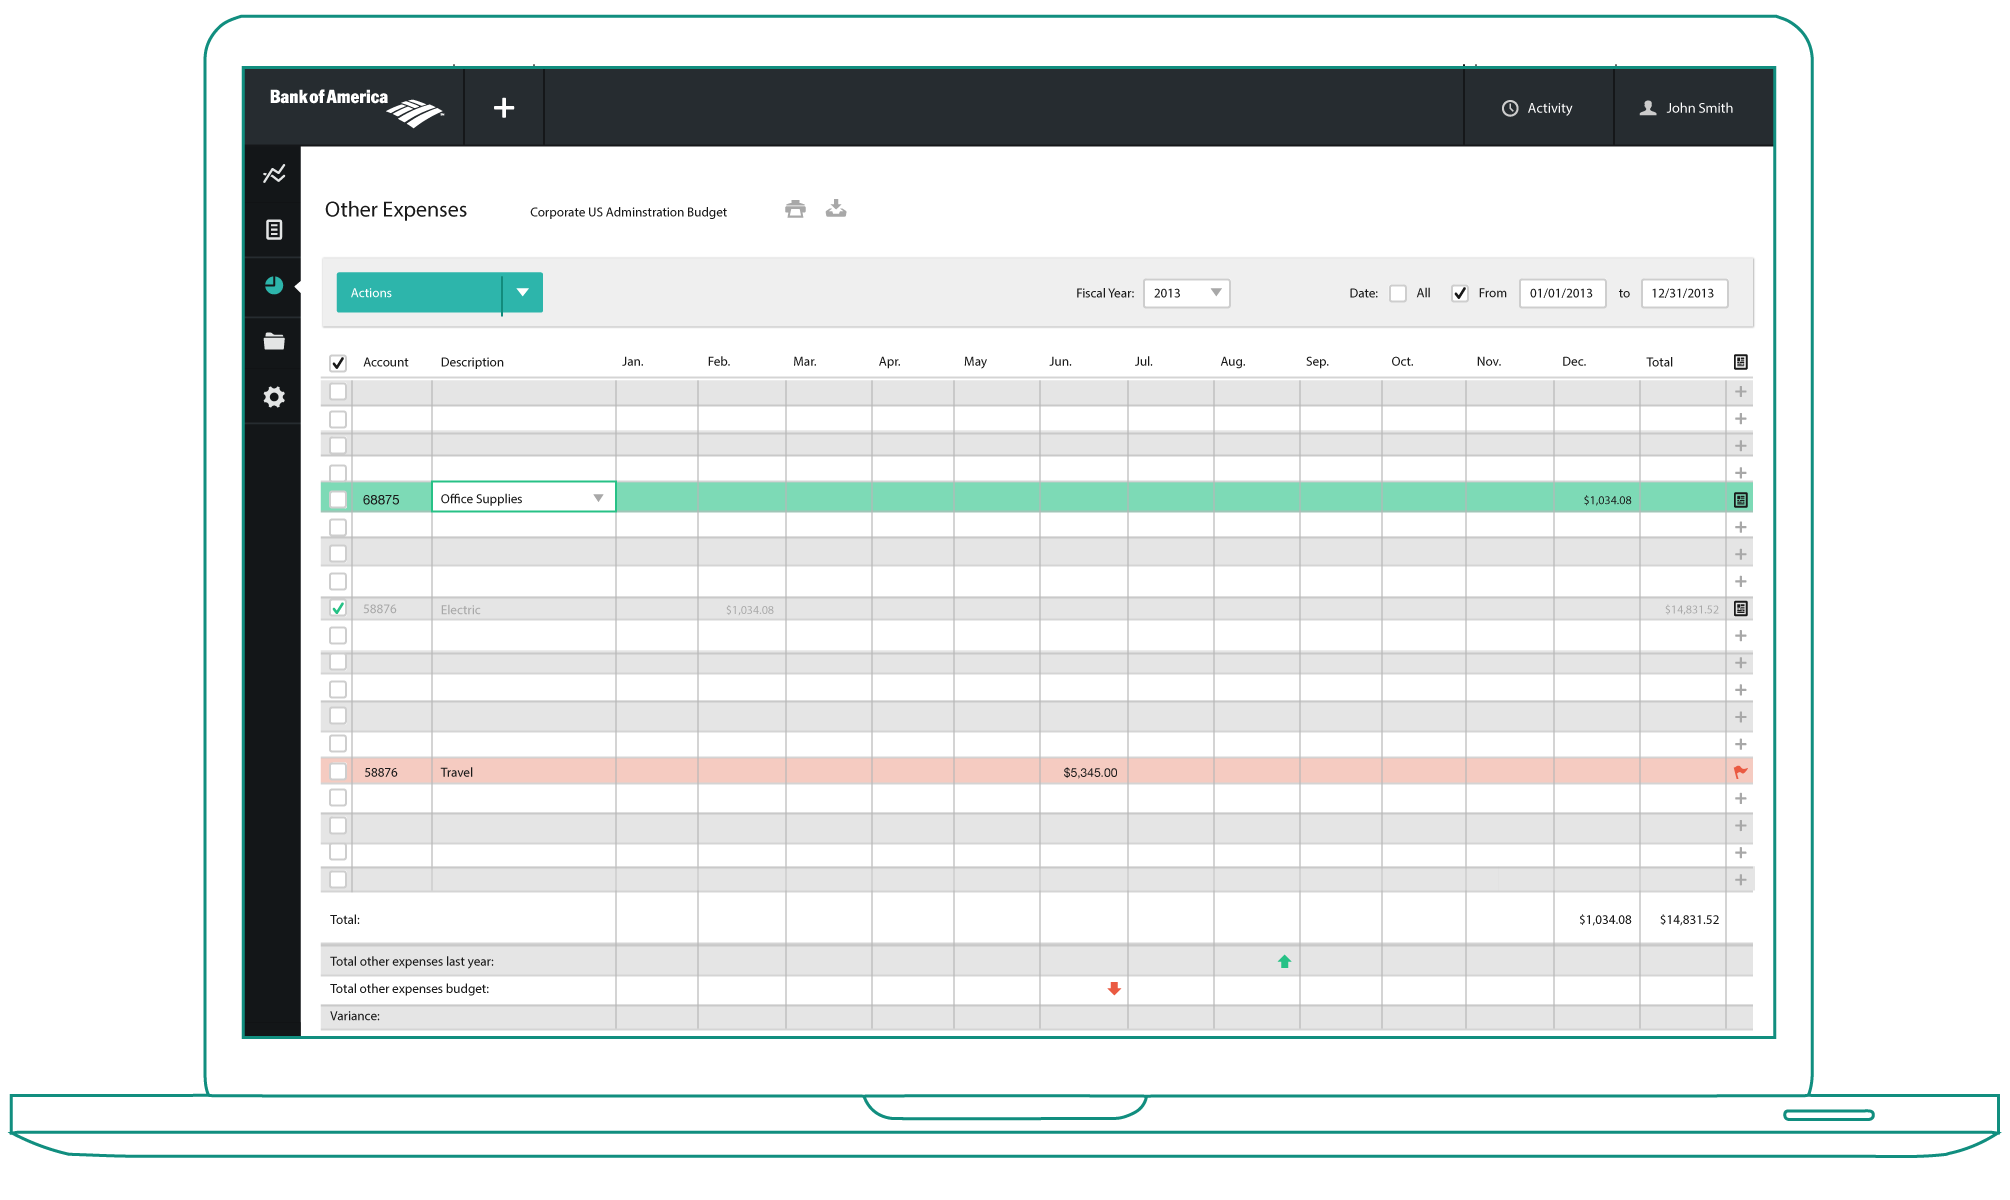 Bank of America
Activity
John Smith
Other Expenses
Corporate US Adminstration Budget
Actions
Fiscal Year: 2013
Date: All From 01/01/2013 to 12/31/2013
Account Description Jan. Feb. Mar. Apr. May Jun. Jul. Aug. Sep. Oct. Nov. Dec. Total
68875 Office Supplies $1,034.08
58876 Electric $1,034.08 $14,831.52
58876 Travel $5,345.00
Total: $1,034.08 $14,831.52
Total other expenses last year:
Total other expenses budget:
Variance: